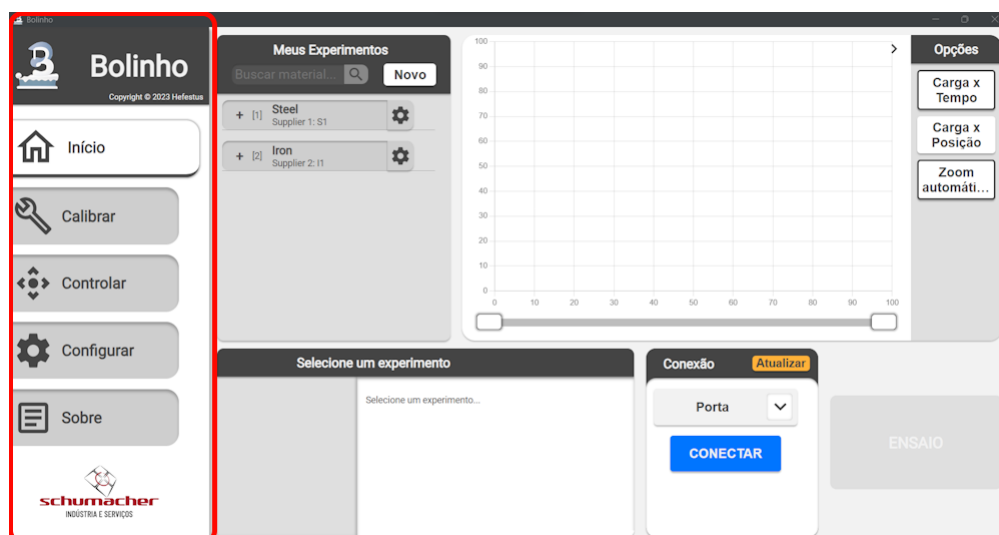 Bolinho
Bolinho
Copyright © 2023 Hefestus
Início
Calibrar
Controlar
Configurar
Sobre
schumacher
INDÚSTRIA E SERVIÇOS
Meus Experimentos
Buscar material...
Novo
+ [1] Steel
Supplier 1: S1
+ [2] Iron
Supplier 2: I1
100
90
80
70
60
50
40
30
20
10
0
0 10 20 30 40 50 60 70 80 90 100
Opções
Carga x
Tempo
Carga x
Posição
Zoom
automáti...
Selecione um experimento
Selecione um experimento...
Conexão
Atualizar
Porta
CONECTAR
ENSAIO